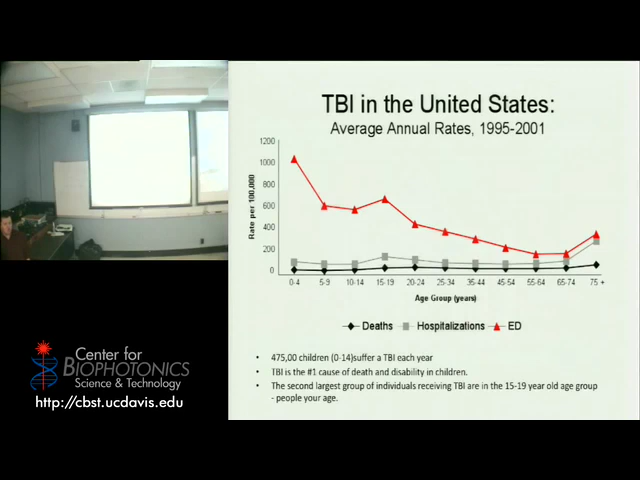 TBI in the United States:
Average Annual Rates, 1995-2001
1200
1000
800
600
400
200
0
Rate per 100,000
0-4 5-9 10-14 15-19 20-24 25-34 35-44 45-54 55-64 65-74 75 +
Age Group (years)
Deaths Hospitalizations ED
• 475,00 children (0-14)suffer a TBI each year
• TBI is the #1 cause of death and disability in children.
• The second largest group of individuals receiving TBI are in the 15-19 year old age group
- people your age.
Center for
BIOPHOTONICS
Science & Technology
http://cbst.ucdavis.edu